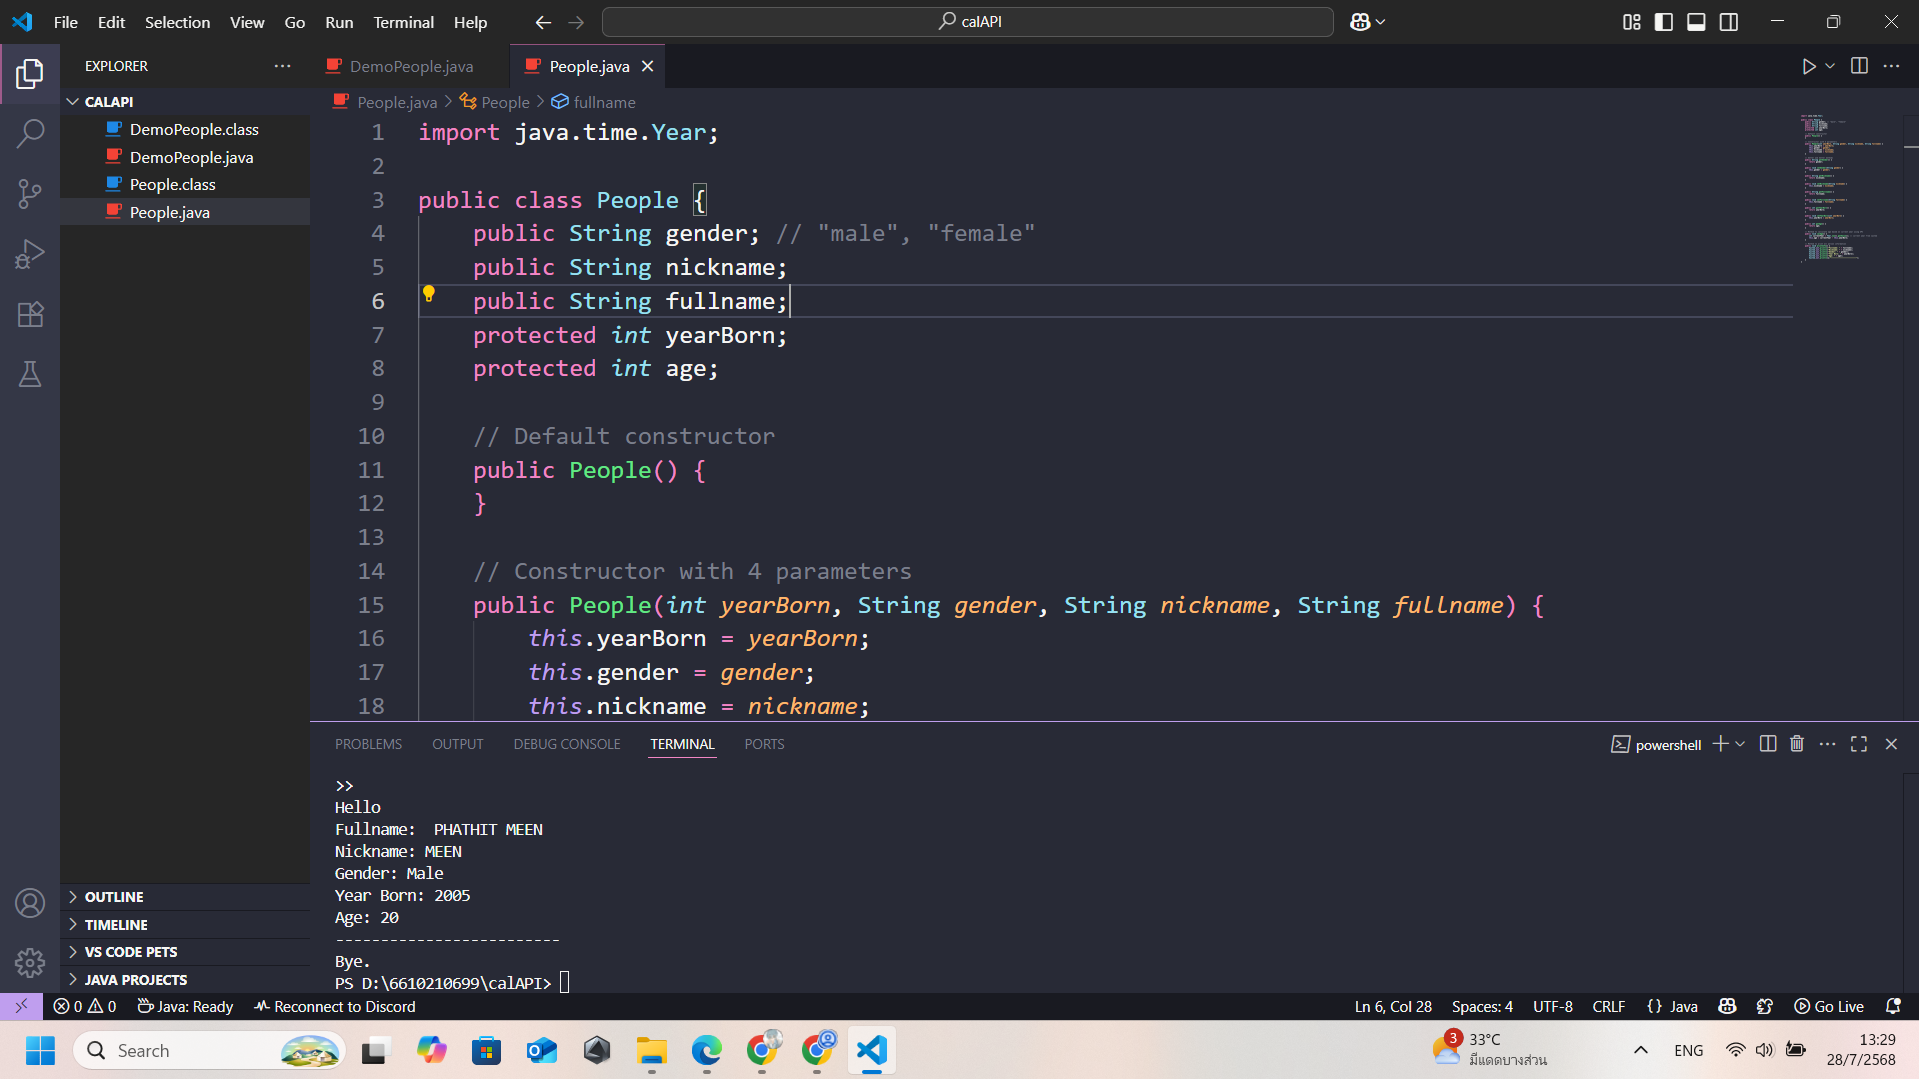 File Edit Selection View Go Run Terminal Help
calAPI
EXPLORER
DemoPeople.java
People.java
CALAPI
DemoPeople.class
DemoPeople.java
People.class
People.java
People.java > People > fullname
1 import java.time.Year;
2
3 public class People {
4 public String gender; // "male", "female"
5 public String nickname;
6 public String fullname;
7 protected int yearBorn;
8 protected int age;
9
10 // Default constructor
11 public People() {
12 }
13
14 // Constructor with 4 parameters
15 public People(int yearBorn, String gender, String nickname, String fullname) {
16 this.yearBorn = yearBorn;
17 this.gender = gender;
18 this.nickname = nickname;
PROBLEMS OUTPUT DEBUG CONSOLE TERMINAL PORTS
powershell
>>
Hello
Fullname:  PHATHIT MEEN
Nickname: MEEN
Gender: Male
Year Born: 2005
Age: 20
-------------------------
Bye.
PS D:\6610210699\calAPI>
OUTLINE
TIMELINE
VS CODE PETS
JAVA PROJECTS
0 0 Java: Ready Reconnect to Discord
Ln 6, Col 28 Spaces: 4 UTF-8 CRLF {} Java Go Live
Search
3
33°C
มีแดดบางส่วน
ENG
13:29
28/7/2568